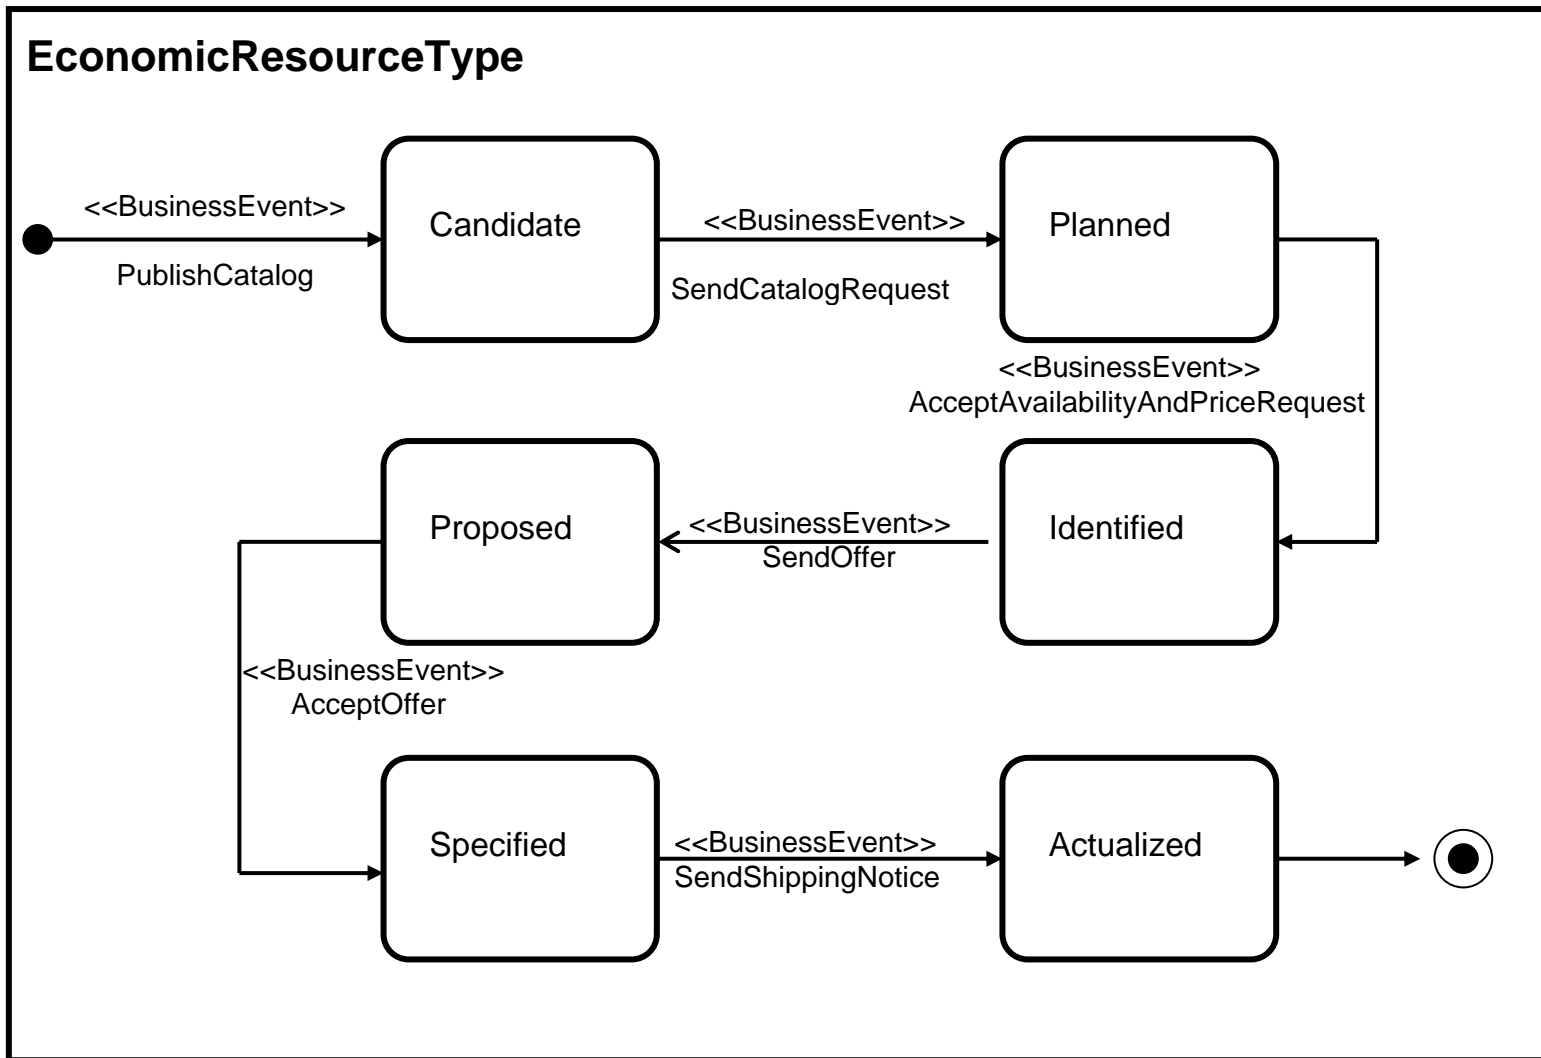 EconomicResourceType
<<BusinessEvent>>
PublishCatalog
Candidate
<<BusinessEvent>>
SendCatalogRequest
Planned
<<BusinessEvent>>
AcceptAvailabilityAndPriceRequest
Proposed
<<BusinessEvent>>
SendOffer
Identified
<<BusinessEvent>>
AcceptOffer
Specified
<<BusinessEvent>>
SendShippingNotice
Actualized